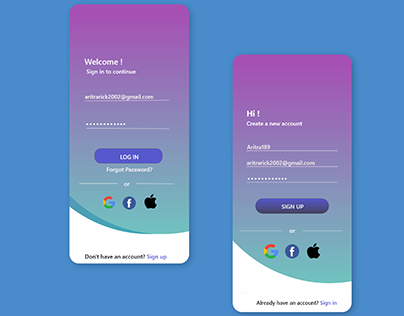 Welcome !
Sign in to continue
aritrarick2002@gmail.com
LOG IN
Forgot Password?
or
Don't have an account? Sign up
Hi !
Create a new account
Aritra189
aritrarick2002@gmail.com
SIGN UP
or
Already have an account? Sign in